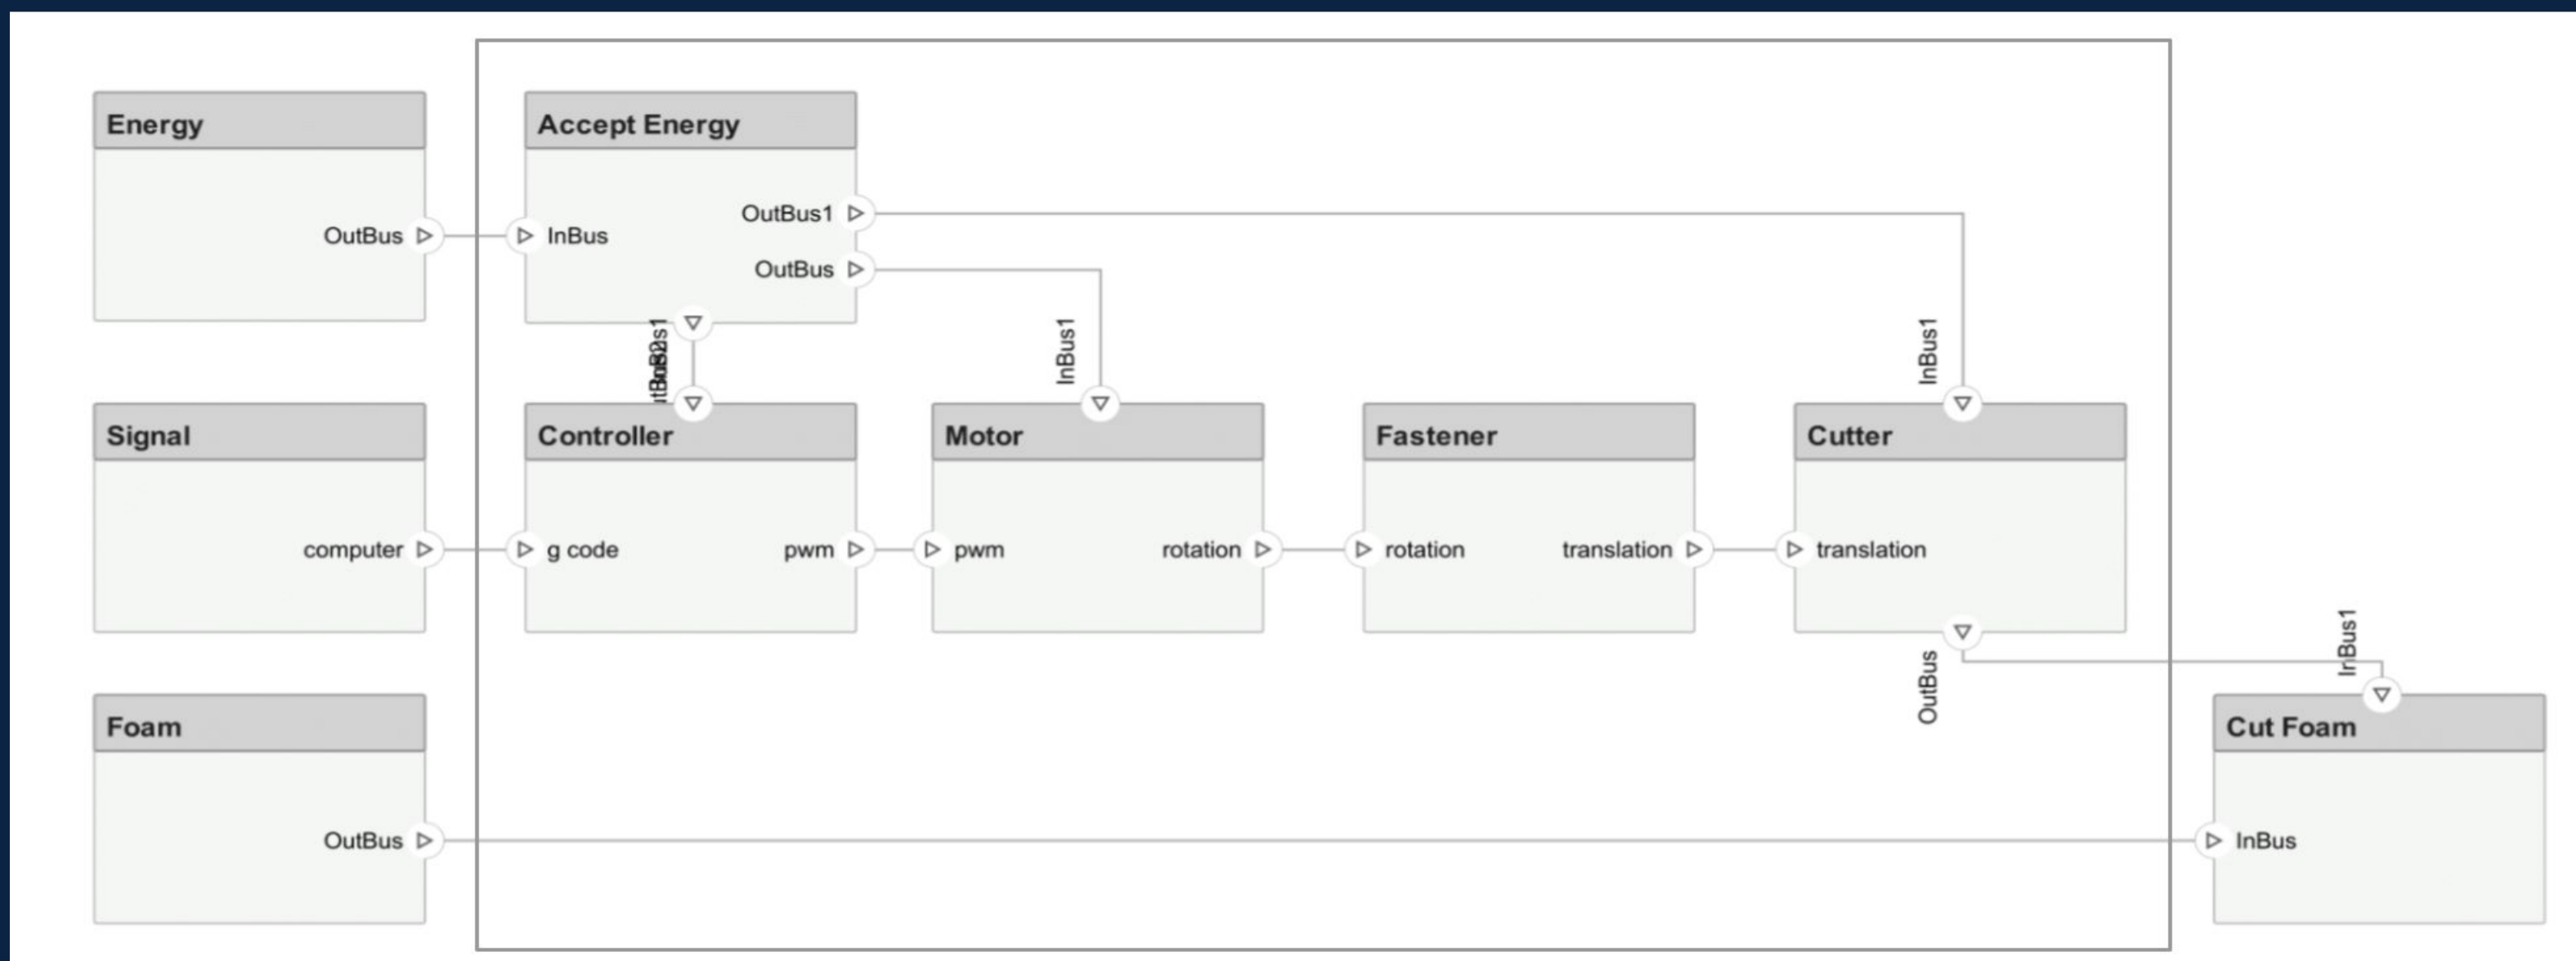 Energy
OutBus
Accept Energy
InBus
OutBus1
OutBus
InBus1
InBus1
Signal
computer
Controller
g code
pwm
Motor
pwm
rotation
Fastener
rotation
translation
Cutter
translation
OutBus
Foam
OutBus
InBus1
Cut Foam
InBus